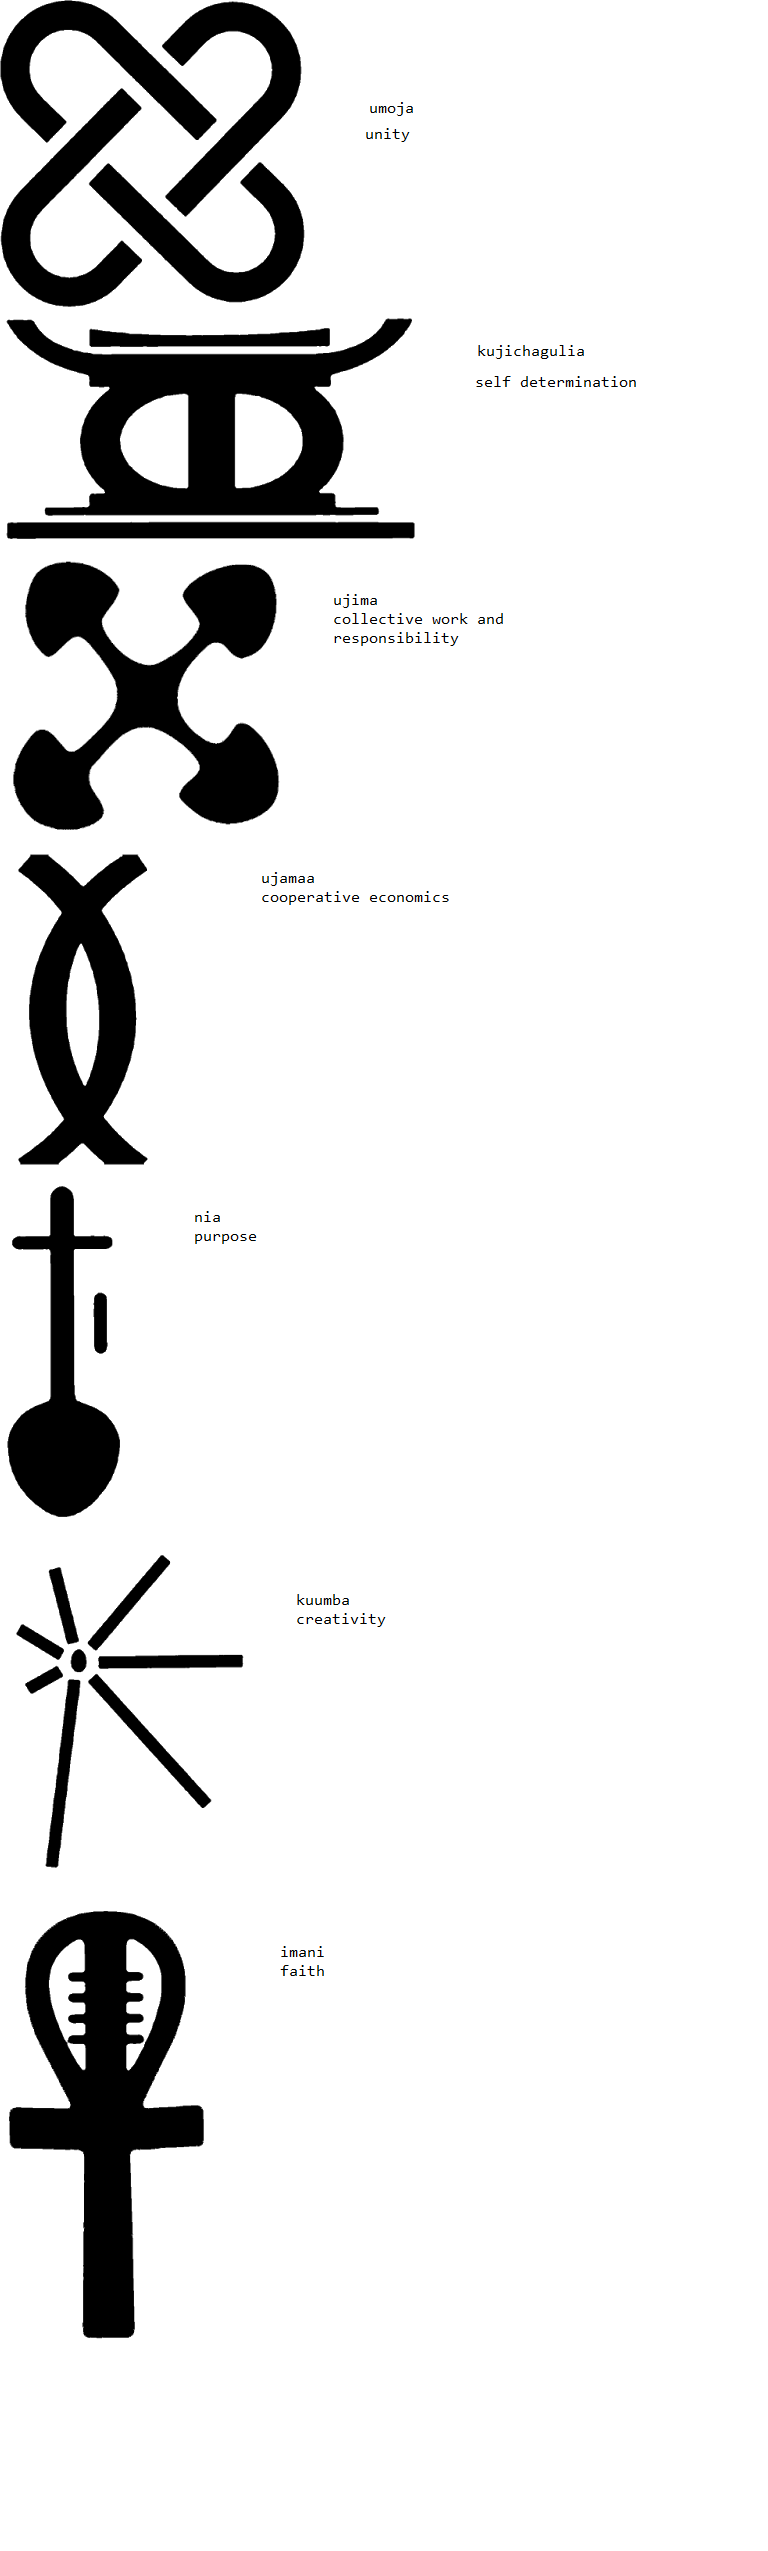 umoja
unity
kujichagulia
self determination
ujima
collective work and
responsibility
ujamaa
cooperative economics
nia
purpose
kuumba
creativity
imani
faith